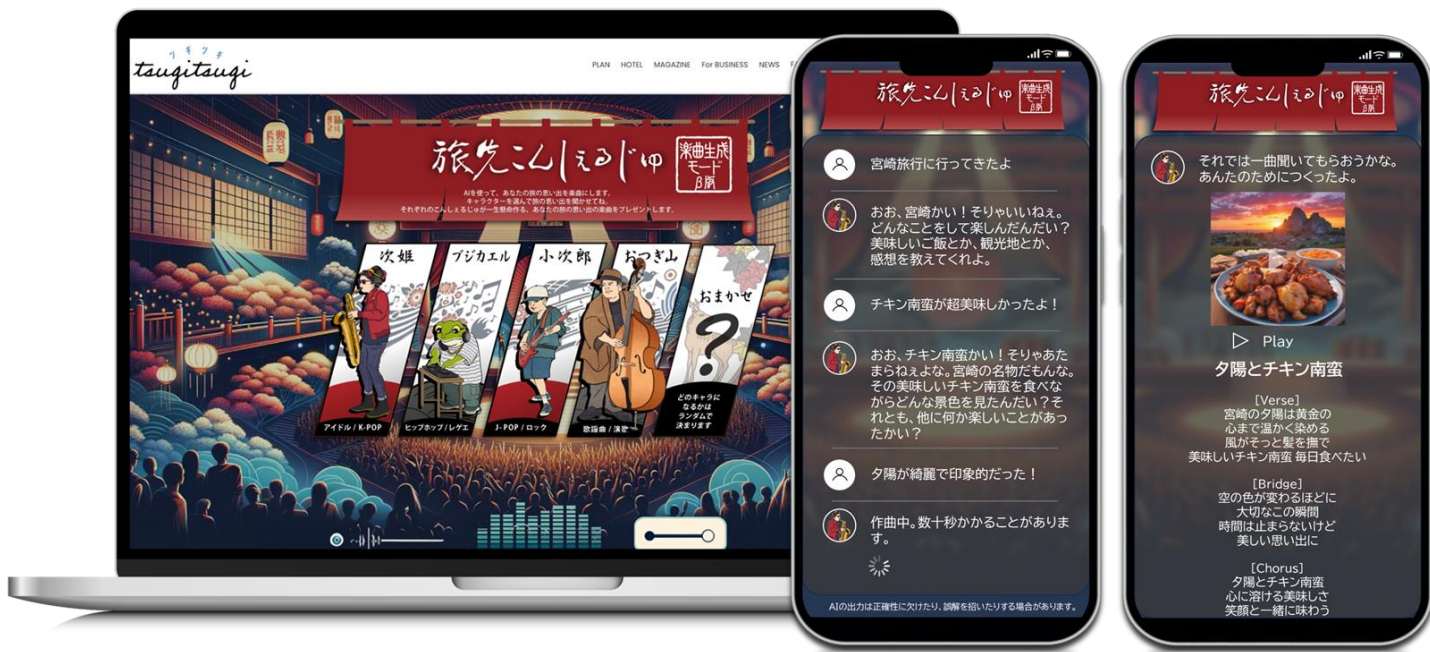 ツギツギ
tsugitsugi
PLAN HOTEL MAGAZINE For BUSINESS NEWS
旅先こんしぇるじゅ
楽曲生成
モード
β版
AIを使って、あなたの旅の思い出を楽曲にします。
キャラクターを選んで旅の思い出を聞かせてね。
それぞれのこんしぇるじゅが一生懸命作る、あなたの旅の思い出の楽曲をプレゼントします。
次姫
アイドル / K-POP
ブジカエル
ヒップホップ / レゲエ
小次郎
J-POP / ロック
おつぎ山
歌謡曲 / 演歌
おまかせ
?
どのキャラに
なるかは
ランダムで
決まります
旅先こんしぇるじゅ
楽曲生成
モード
β版
宮崎旅行に行ってきたよ
おお、宮崎かい！そりゃいいねぇ。
どんなことをして楽しんだんだい？
美味しいご飯とか、観光地とか、
感想を教えてくれよ。
チキン南蛮が超美味しかったよ！
おお、チキン南蛮かい！そりゃあた
まらねぇよな。宮崎の名物だもんな。
その美味しいチキン南蛮を食べな
がらどんな景色を見たんだい？そ
れとも、他に何か楽しいことがあっ
たかい？
夕陽が綺麗で印象的だった！
作曲中。数十秒かかることがありま
す。
AIの出力は正確性に欠けたり、誤解を招いたりする場合があります。
旅先こんしぇるじゅ
楽曲生成
モード
β版
それでは一曲聞いてもらおうかな。
あんたのためにつくったよ。
Play
夕陽とチキン南蛮
[Verse]
宮崎の夕陽は黄金の
心まで温かく染める
風がそっと髪を撫で
美味しいチキン南蛮 毎日食べたい
[Bridge]
空の色が変わるほどに
大切なこの瞬間
時間は止まらないけど
美しい思い出に
[Chorus]
夕陽とチキン南蛮
心に溶ける美味しさ
笑顔と一緒に味わう